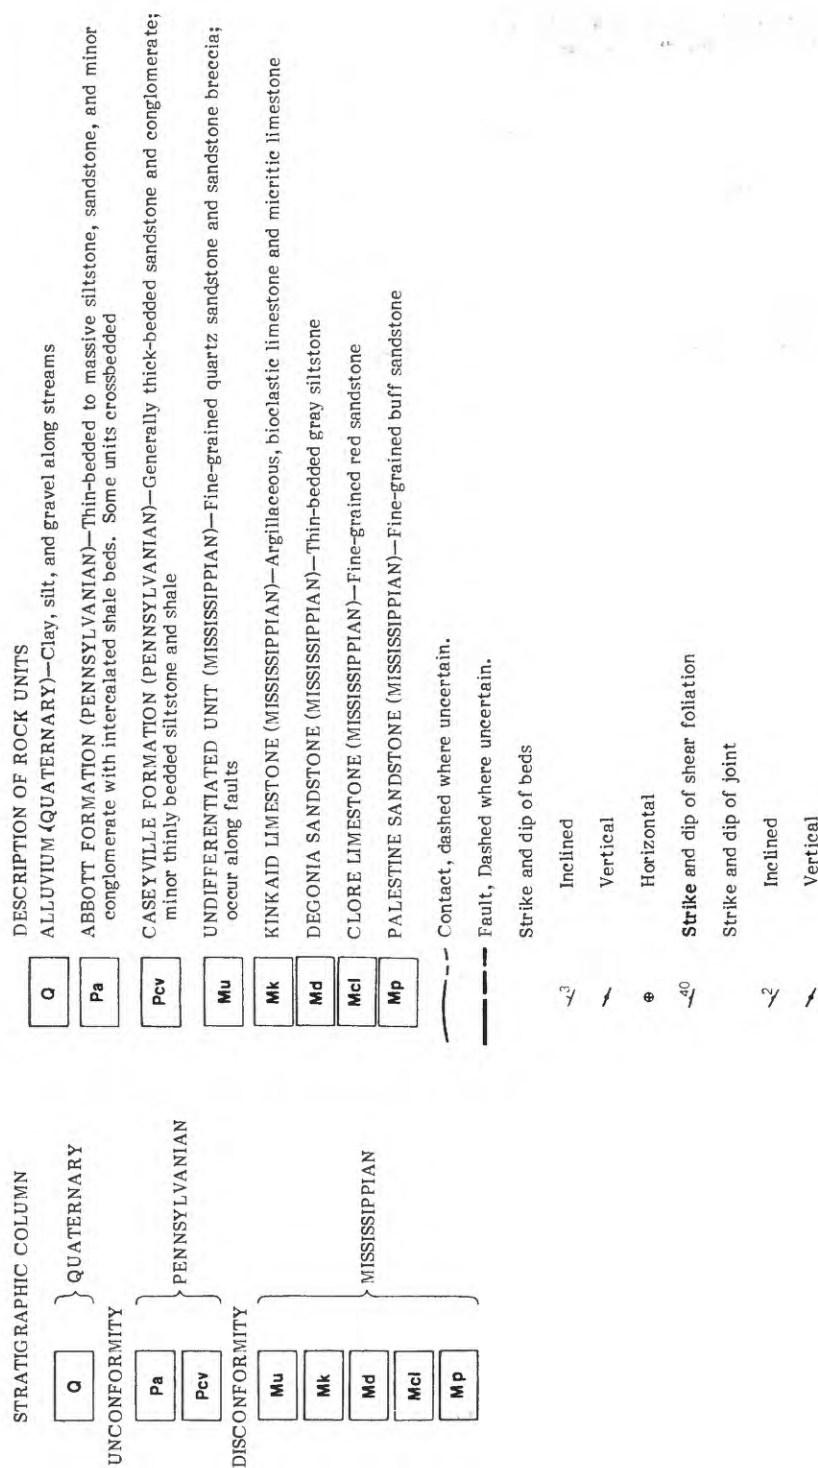 STRATIGRAPHIC COLUMN
Q
QUATERNARY
UNCONFORMITY
Pa
Pcv
PENNSYLVANIAN
DISCONFORMITY
Mu
Mk
Md
Mcl
Mp
MISSISSIPPIAN
DESCRIPTION OF ROCK UNITS
Q ALLUVIUM (QUATERNARY)—Clay, silt, and gravel along streams
Pa ABBOTT FORMATION (PENNSYLVANIAN)—Thin-bedded to massive siltstone, sandstone, and minor
conglomerate with intercalated shale beds. Some units crossbedded
Pcv CASEYVILLE FORMATION (PENNSYLVANIAN)—Generally thick-bedded sandstone and conglomerate;
minor thinly bedded siltstone and shale
Mu UNDIFFERENTIATED UNIT (MISSISSIPPIAN)—Fine-grained quartz sandstone and sandstone breccia;
occur along faults
Mk KINKAID LIMESTONE (MISSISSIPPIAN)—Argillaceous, bioclastic limestone and micritic limestone
Md DEGONIA SANDSTONE (MISSISSIPPIAN)—Thin-bedded gray siltstone
Mcl CLORE LIMESTONE (MISSISSIPPIAN)—Fine-grained red sandstone
Mp PALESTINE SANDSTONE (MISSISSIPPIAN)—Fine-grained buff sandstone
Contact, dashed where uncertain.
Fault, Dashed where uncertain.
Strike and dip of beds
3 Inclined
Vertical
Horizontal
40 Strike and dip of shear foliation
Strike and dip of joint
2 Inclined
Vertical